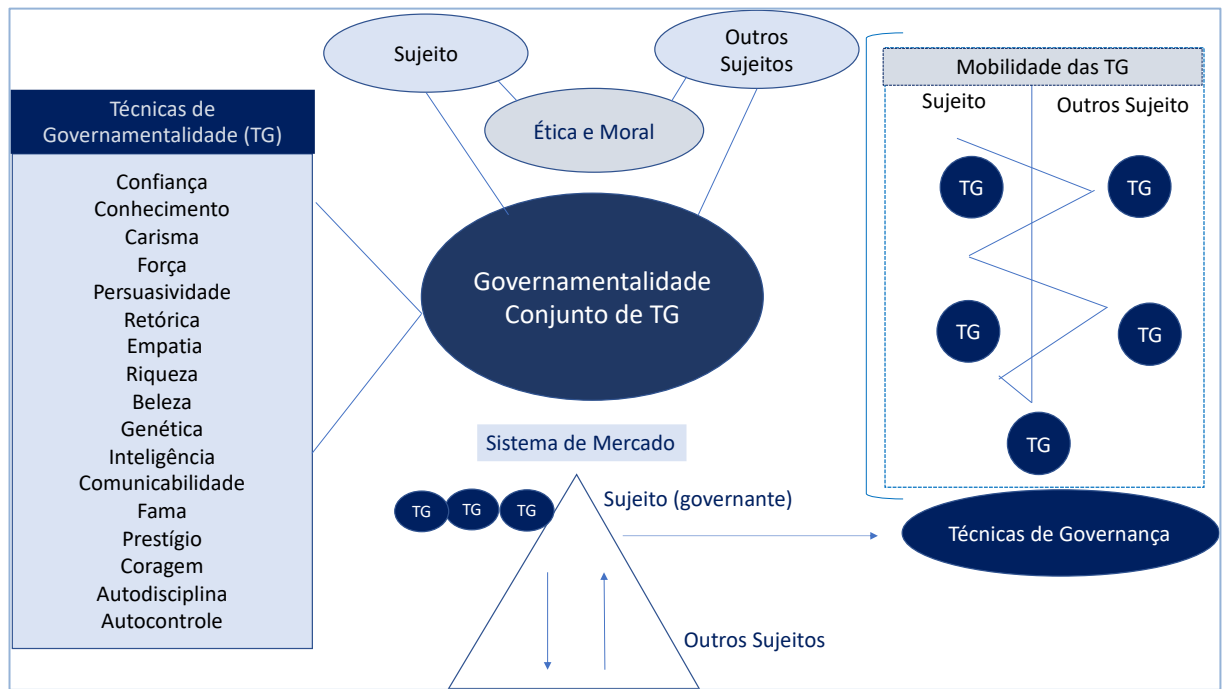 Sujeito
Outros
Sujeitos
Ética e Moral
Técnicas de
Governamentalidade (TG)
Confiança
Conhecimento
Carisma
Força
Persuasividade
Retórica
Empatia
Riqueza
Beleza
Genética
Inteligência
Comunicabilidade
Fama
Prestígio
Coragem
Autodisciplina
Autocontrole
Governamentalidade
Conjunto de TG
Sistema de Mercado
TG
TG
TG
Sujeito (governante)
Outros Sujeitos
Mobilidade das TG
Sujeito
Outros Sujeito
TG
TG
TG
TG
TG
Técnicas de Governança